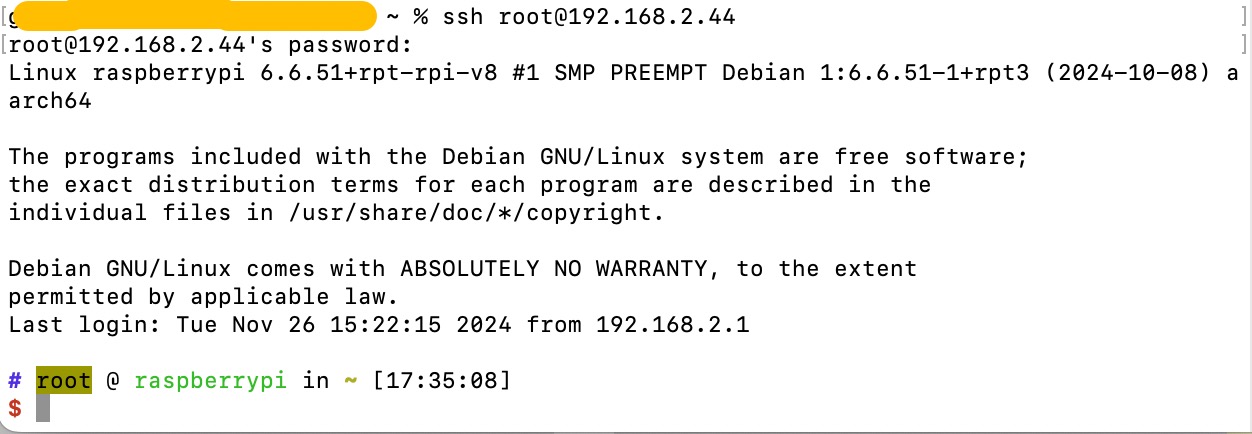 [g ~ % ssh root@192.168.2.44 ]
[root@192.168.2.44's password: ]
Linux raspberrypi 6.6.51+rpt-rpi-v8 #1 SMP PREEMPT Debian 1:6.6.51-1+rpt3 (2024-10-08) a
arch64
The programs included with the Debian GNU/Linux system are free software;
the exact distribution terms for each program are described in the
individual files in /usr/share/doc/*/copyright.
Debian GNU/Linux comes with ABSOLUTELY NO WARRANTY, to the extent
permitted by applicable law.
Last login: Tue Nov 26 15:22:15 2024 from 192.168.2.1
# root @ raspberrypi in ~ [17:35:08]
$